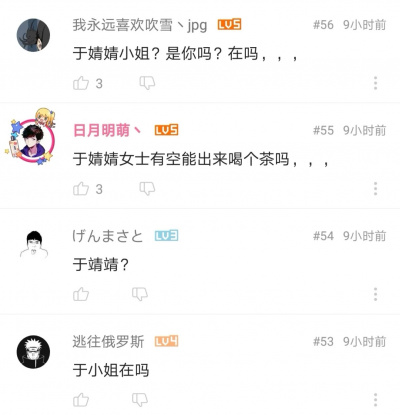 我永远喜欢吹雪丶jpg LV5 #56 9小时前
于婧婧小姐？是你吗？在吗，，，
3
日月明萌丶 LV5 #55 9小时前
于婧婧女士有空能出来喝个茶吗，，，
3
げんまさと LV3 #54 9小时前
于靖靖？
逃往俄罗斯 LV4 #53 9小时前
于小姐在吗